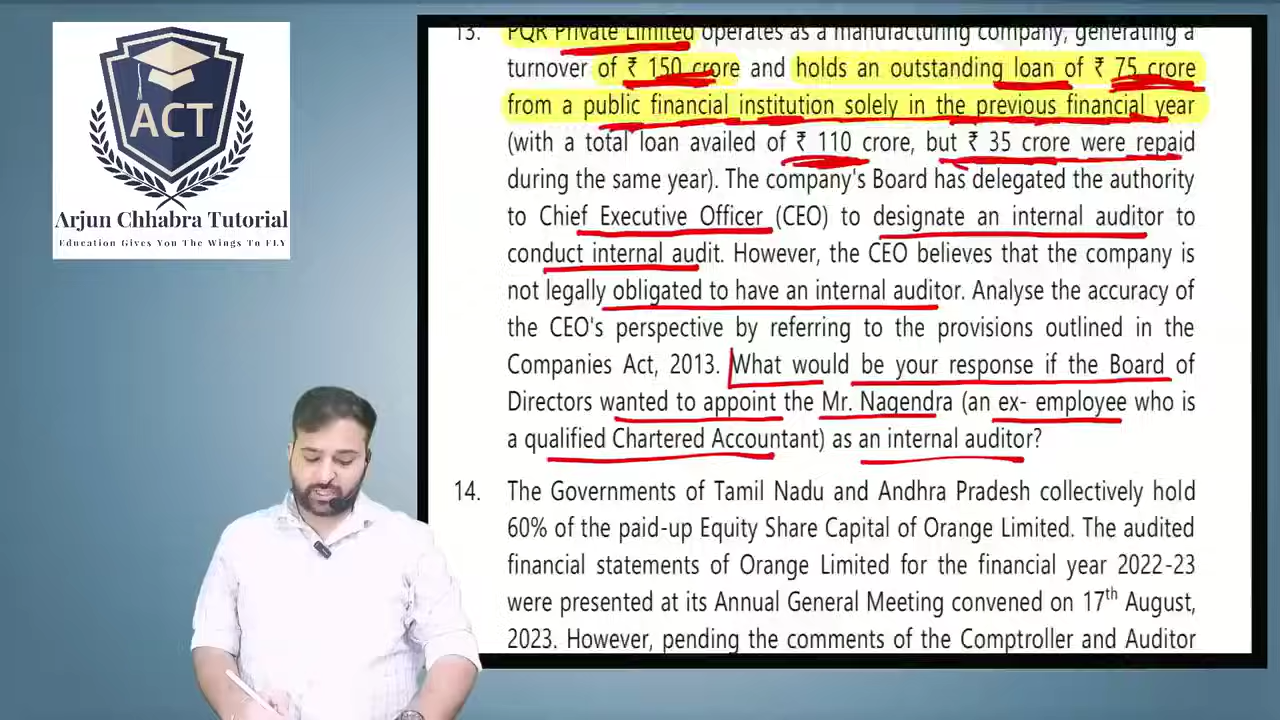 ACT
Arjun Chhabra Tutorial
Education Gives You The Wings To FLY
13. PQR Private Limited operates as a manufacturing company, generating a
turnover of ₹ 150 crore and holds an outstanding loan of ₹ 75 crore
from a public financial institution solely in the previous financial year
(with a total loan availed of ₹ 110 crore, but ₹ 35 crore were repaid
during the same year). The company's Board has delegated the authority
to Chief Executive Officer (CEO) to designate an internal auditor to
conduct internal audit. However, the CEO believes that the company is
not legally obligated to have an internal auditor. Analyse the accuracy of
the CEO's perspective by referring to the provisions outlined in the
Companies Act, 2013. What would be your response if the Board of
Directors wanted to appoint the Mr. Nagendra (an ex- employee who is
a qualified Chartered Accountant) as an internal auditor?
14. The Governments of Tamil Nadu and Andhra Pradesh collectively hold
60% of the paid-up Equity Share Capital of Orange Limited. The audited
financial statements of Orange Limited for the financial year 2022-23
were presented at its Annual General Meeting convened on 17th August,
2023. However, pending the comments of the Comptroller and Auditor